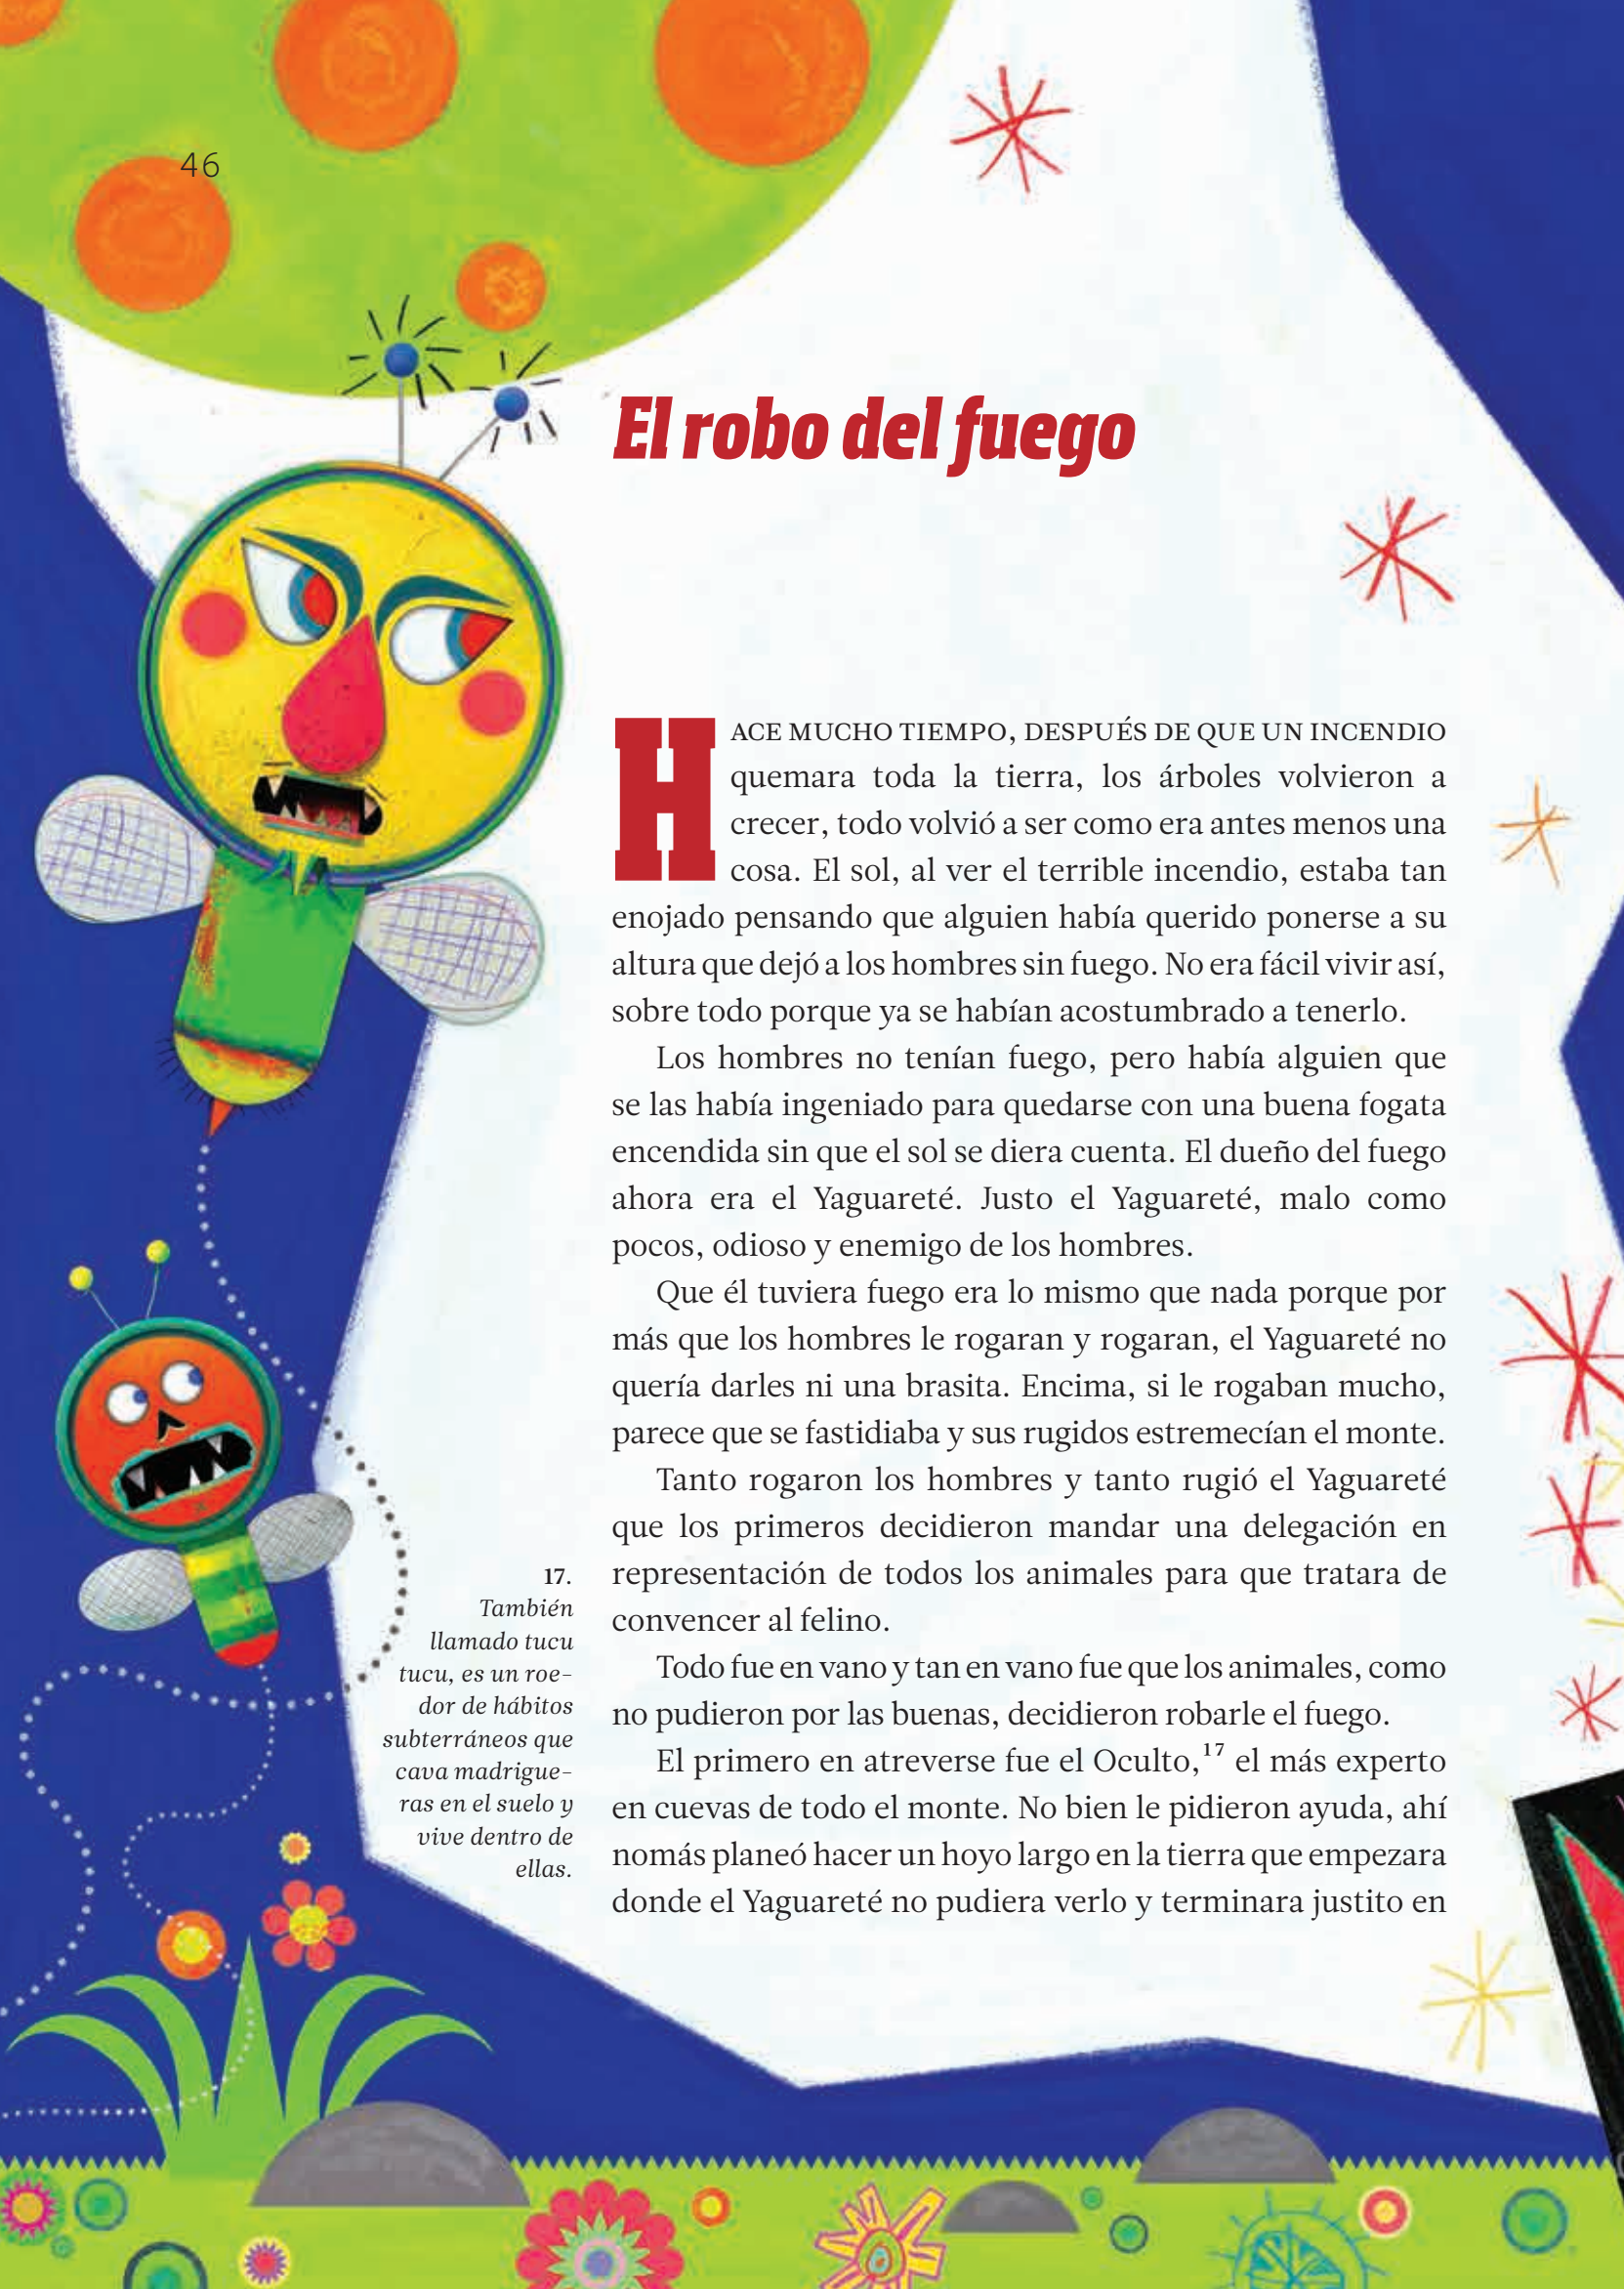 46
El robo del fuego
HACE MUCHO TIEMPO, DESPUÉS DE QUE UN INCENDIO
quemara toda la tierra, los árboles volvieron a
crecer, todo volvió a ser como era antes menos una
cosa. El sol, al ver el terrible incendio, estaba tan
enojado pensando que alguien había querido ponerse a su
altura que dejó a los hombres sin fuego. No era fácil vivir así,
sobre todo porque ya se habían acostumbrado a tenerlo.
Los hombres no tenían fuego, pero había alguien que
se las había ingeniado para quedarse con una buena fogata
encendida sin que el sol se diera cuenta. El dueño del fuego
ahora era el Yaguareté. Justo el Yaguareté, malo como
pocos, odioso y enemigo de los hombres.
Que él tuviera fuego era lo mismo que nada porque por
más que los hombres le rogaran y rogaran, el Yaguareté no
quería darles ni una brasita. Encima, si le rogaban mucho,
parece que se fastidiaba y sus rugidos estremecían el monte.
Tanto rogaron los hombres y tanto rugió el Yaguareté
que los primeros decidieron mandar una delegación en
representación de todos los animales para que tratara de
convencer al felino.
Todo fue en vano y tan en vano fue que los animales, como
no pudieron por las buenas, decidieron robarle el fuego.
El primero en atreverse fue el Oculto,17 el más experto
en cuevas de todo el monte. No bien le pidieron ayuda, ahí
nomás planeó hacer un hoyo largo en la tierra que empezara
donde el Yaguareté no pudiera verlo y terminara justito en
17.
También
llamado tucu
tucu, es un roe-
dor de hábitos
subterráneos que
cava madrigue-
ras en el suelo y
vive dentro de
ellas.